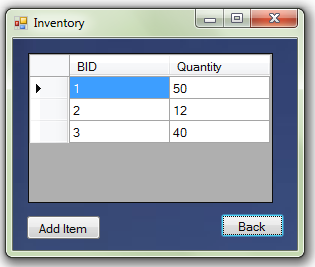 Inventory
BID Quantity
1 50
2 12
3 40
Add Item Back